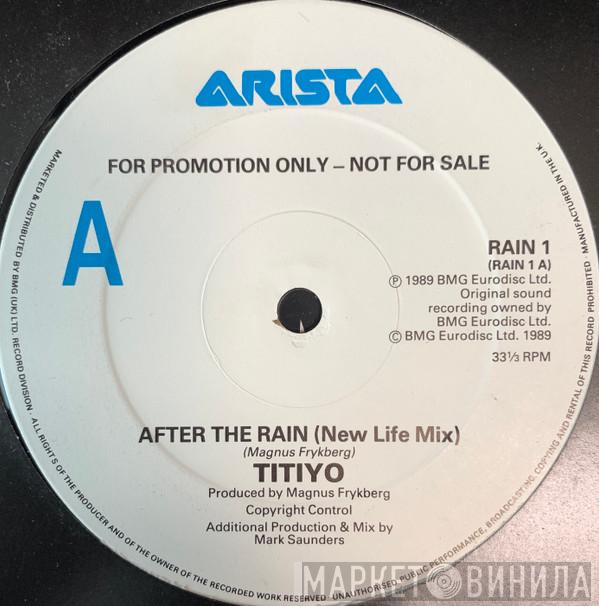 ARISTA
FOR PROMOTION ONLY – NOT FOR SALE
A
RAIN 1
(RAIN 1 A)
Ⓟ 1989 BMG Eurodisc Ltd.
Original sound
recording owned by
BMG Eurodisc Ltd.
© BMG Eurodisc Ltd. 1989
33⅓ RPM
AFTER THE RAIN (New Life Mix)
(Magnus Frykberg)
TITIYO
Produced by Magnus Frykberg
Copyright Control
Additional Production & Mix by
Mark Saunders
MARKETED & DISTRIBUTED BY BMG (UK) LTD. RECORD DIVISION · ALL RIGHTS OF THE PRODUCER AND OF THE OWNER OF THE RECORDED WORK RESERVED · UNAUTHORISED PUBLIC PERFORMANCE, BROADCASTING, COPYING AND RENTAL OF THIS RECORD PROHIBITED · MANUFACTURED IN THE U.K.
МАРКЕТ ВИНИЛА